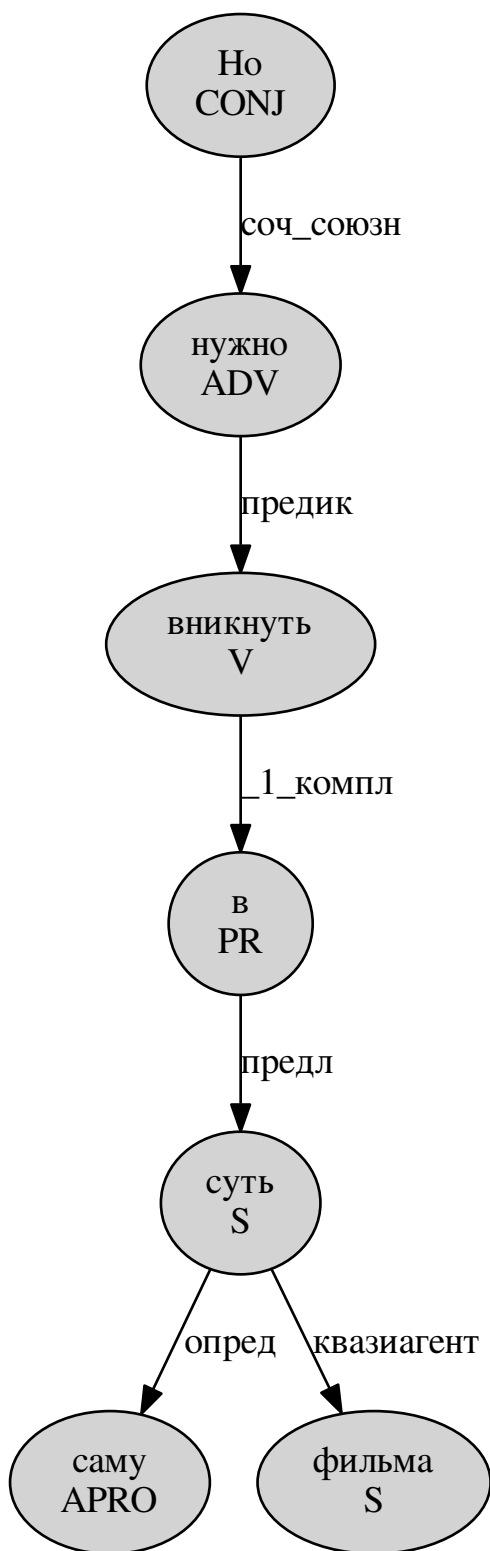 Но
CONJ
соч_союзн
нужно
ADV
предик
вникнуть
V
_1_компл
в
PR
предл
суть
S
опред
квазиагент
саму
APRO
фильма
S